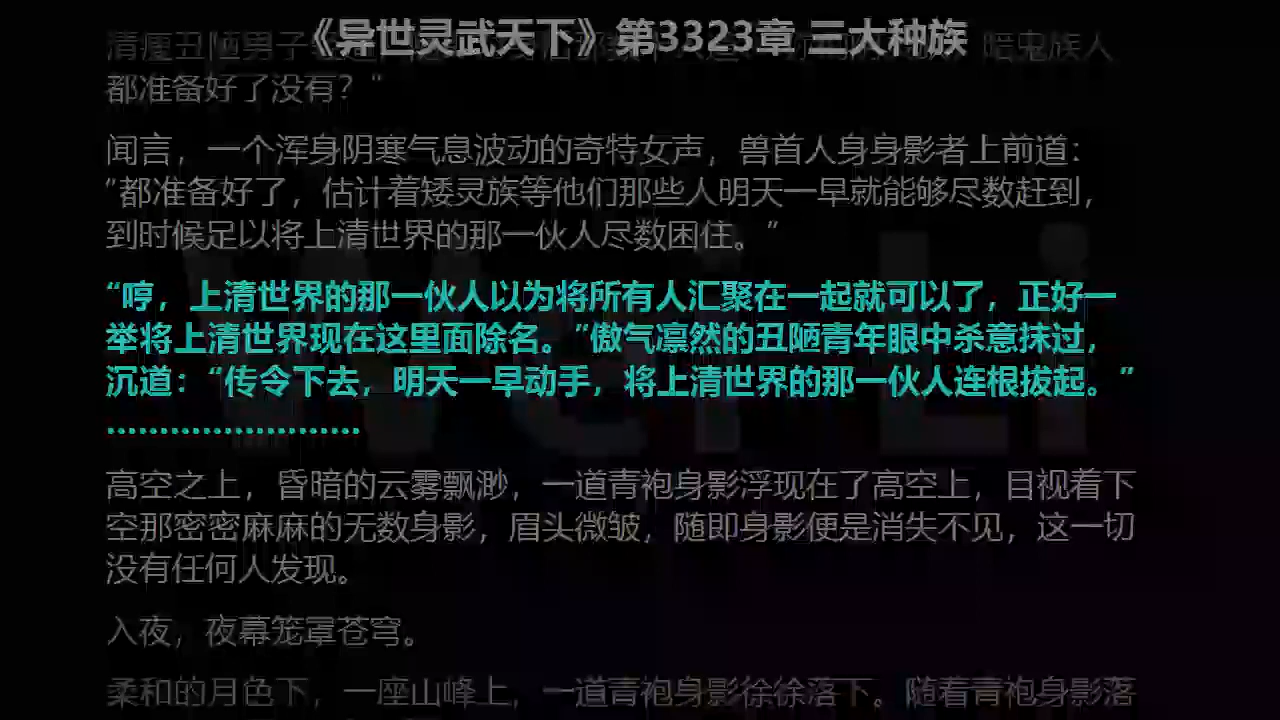 《异世灵武天下》第3323章 三大种族
清瘦丑陋男子
暗鬼族人
都准备好了没有？”
闻言，一个浑身阴寒气息波动的奇特女声，兽首人身身影者上前道：
“都准备好了，估计着矮灵族等他们那些人明天一早就能够尽数赶到，
到时候足以将上清世界的那一伙人尽数困住。”
“哼，上清世界的那一伙人以为将所有人汇聚在一起就可以了，正好一
举将上清世界现在这里面除名。”傲气凛然的丑陋青年眼中杀意抹过，
沉道：“传令下去，明天一早动手，将上清世界的那一伙人连根拔起。”
........................
高空之上，昏暗的云雾飘渺，一道青袍身影浮现在了高空上，目视着下
空那密密麻麻的无数身影，眉头微皱，随即身影便是消失不见，这一切
没有任何人发现。
入夜，夜幕笼罩苍穹。
柔和的月色下，一座山峰上，一道青袍身影徐徐落下。随着青袍身影落
Wei Li